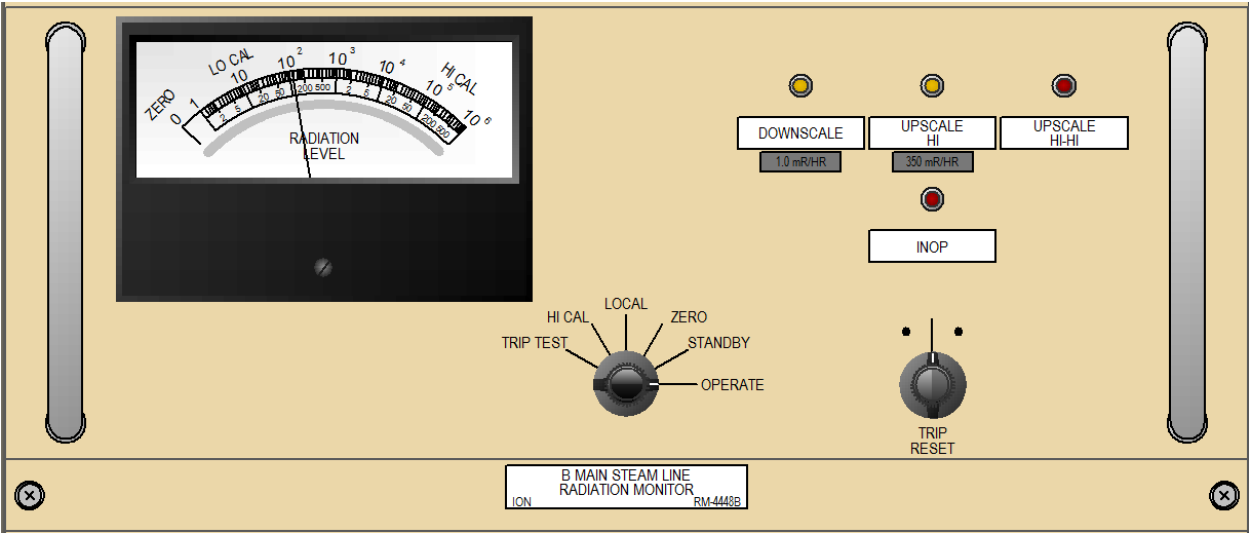 ZERO
LO CAL
HI CAL
0 1 10 10² 10³ 10⁴ 10⁵ 10⁶
2 5 20 50 200 500 2 5 20 50 200 500
RADIATION
LEVEL
DOWNSCALE
1.0 mR/HR
UPSCALE
HI
350 mR/HR
UPSCALE
HI-HI
INOP
TRIP TEST
HI CAL
LOCAL
ZERO
STANDBY
OPERATE
TRIP
RESET
B MAIN STEAM LINE
RADIATION MONITOR
ION RM-4448B